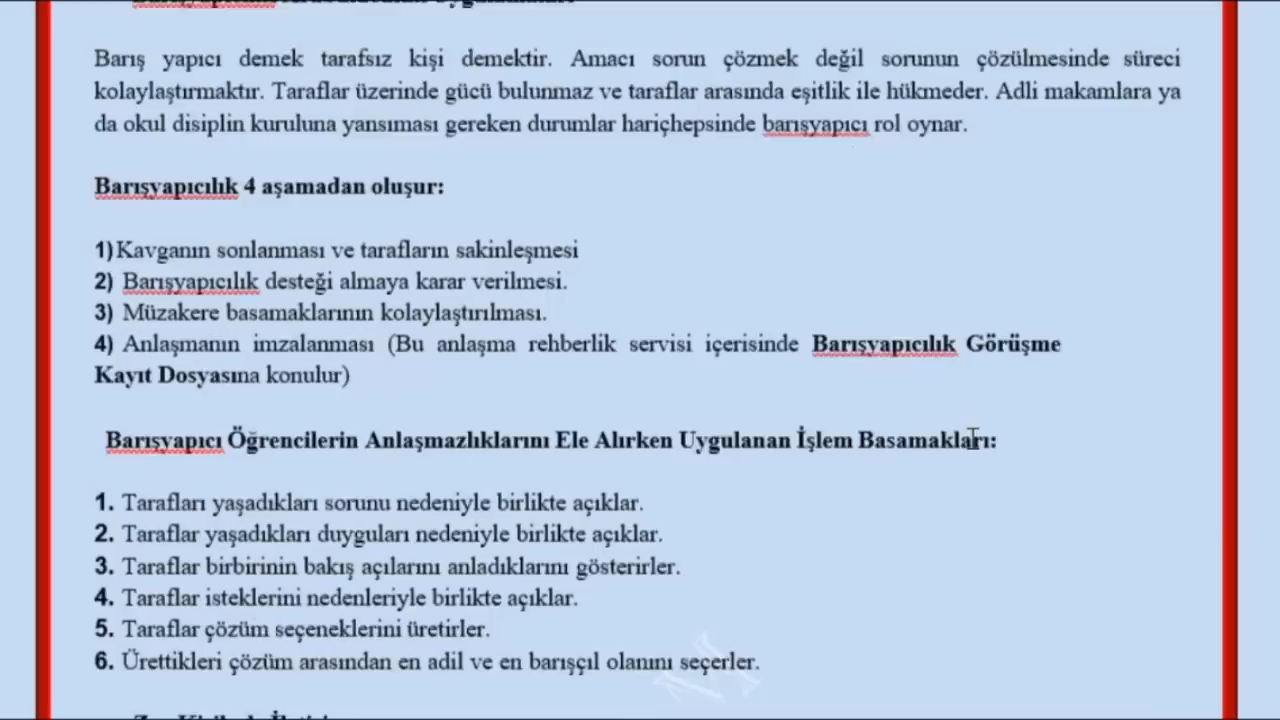 Barış yapıcı demek tarafsız kişi demektir. Amacı sorun çözmek değil sorunun çözülmesinde süreci
kolaylaştırmaktır. Taraflar üzerinde gücü bulunmaz ve taraflar arasında eşitlik ile hükmeder. Adli makamlara ya
da okul disiplin kuruluna yansıması gereken durumlar hariçhepsinde barışyapıcı rol oynar.
Barışyapıcılık 4 aşamadan oluşur:
1)Kavganın sonlanması ve tarafların sakinleşmesi
2) Barışyapıcılık desteği almaya karar verilmesi.
3) Müzakere basamaklarının kolaylaştırılması.
4) Anlaşmanın imzalanması (Bu anlaşma rehberlik servisi içerisinde Barışyapıcılık Görüşme
Kayıt Dosyasına konulur)
Barışyapıcı Öğrencilerin Anlaşmazlıklarını Ele Alırken Uygulanan İşlem Basamakları:
1. Tarafları yaşadıkları sorunu nedeniyle birlikte açıklar.
2. Taraflar yaşadıkları duyguları nedeniyle birlikte açıklar.
3. Taraflar birbirinin bakış açılarını anladıklarını gösterirler.
4. Taraflar isteklerini nedenleriyle birlikte açıklar.
5. Taraflar çözüm seçeneklerini üretirler.
6. Ürettikleri çözüm arasından en adil ve en barışçıl olanını seçerler.